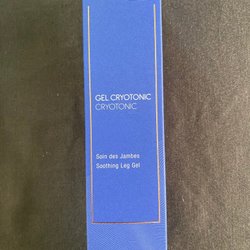 GEL CRYOTONIC
CRYOTONIC
Soin des Jambes
Soothing Leg Gel